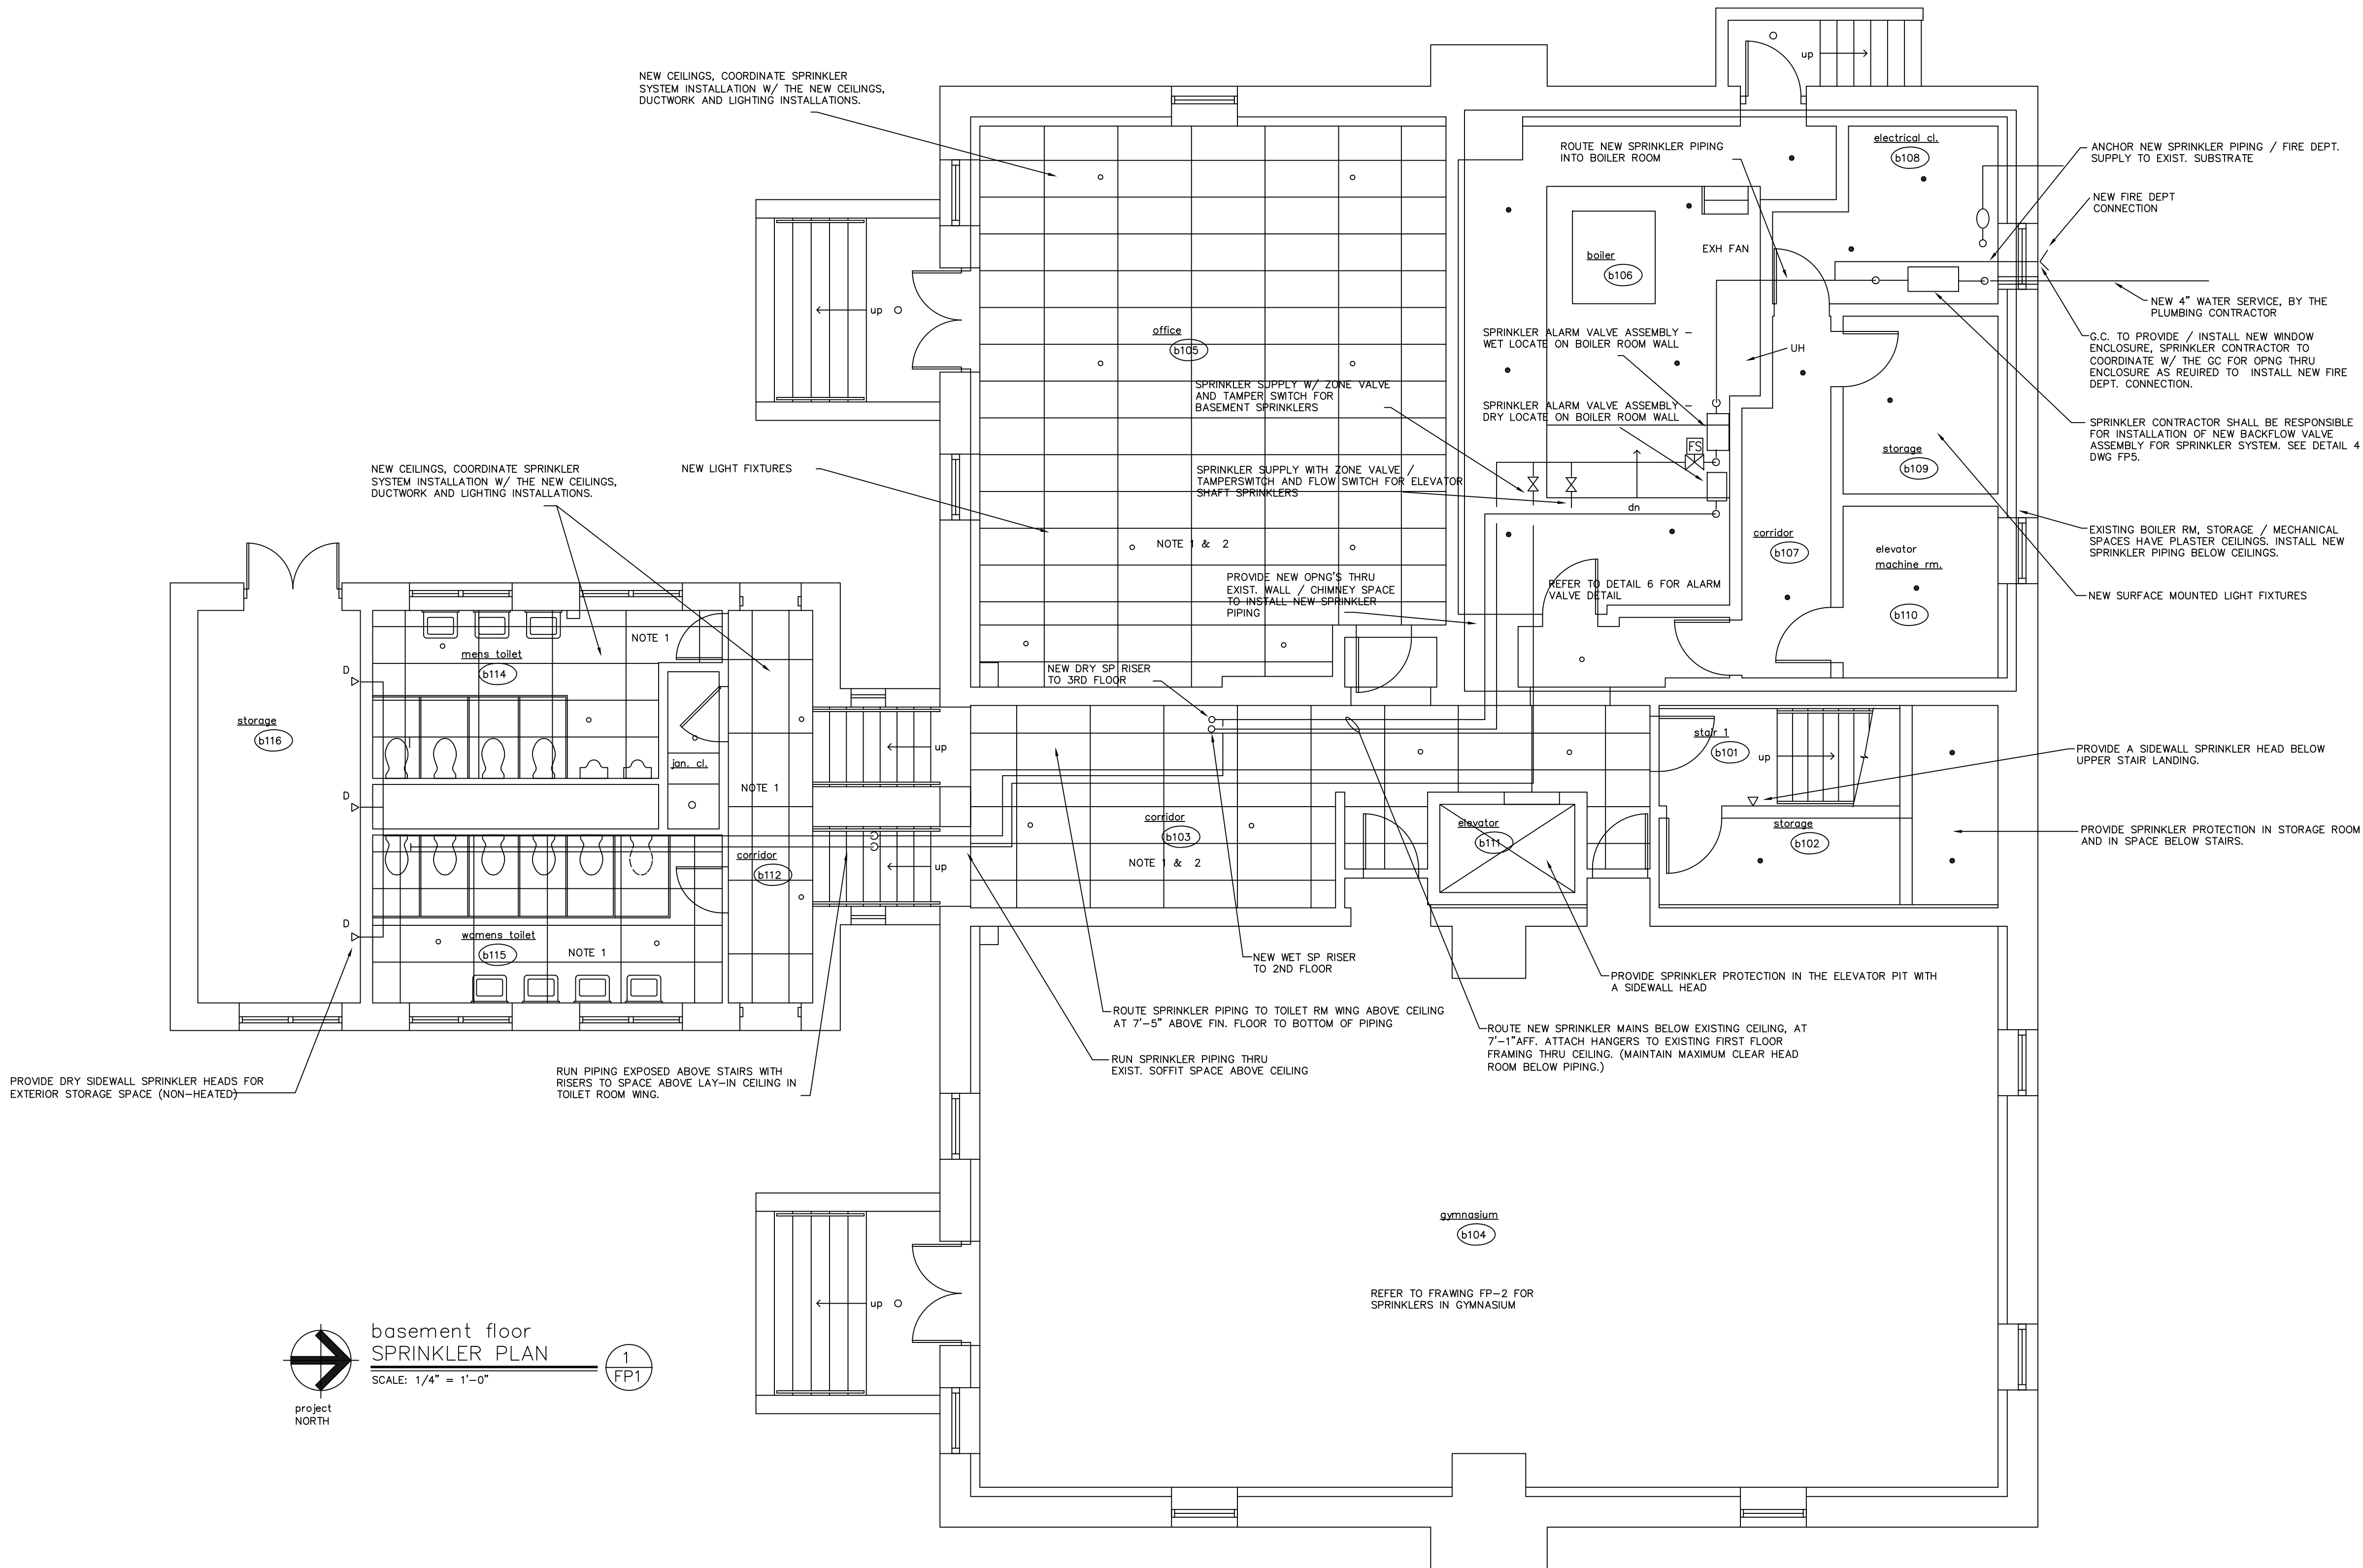 up
NEW CEILINGS, COORDINATE SPRINKLER
SYSTEM INSTALLATION W/ THE NEW CEILINGS,
DUCTWORK AND LIGHTING INSTALLATIONS.
ROUTE NEW SPRINKLER PIPING
INTO BOILER ROOM
electrical cl.
b108
ANCHOR NEW SPRINKLER PIPING / FIRE DEPT.
SUPPLY TO EXIST. SUBSTRATE
NEW FIRE DEPT
CONNECTION
EXH FAN
boiler
b106
NEW 4" WATER SERVICE, BY THE
PLUMBING CONTRACTOR
up
office
b105
SPRINKLER ALARM VALVE ASSEMBLY –
WET LOCATE ON BOILER ROOM WALL
UH
G.C. TO PROVIDE / INSTALL NEW WINDOW
ENCLOSURE, SPRINKLER CONTRACTOR TO
COORDINATE W/ THE GC FOR OPNG THRU
ENCLOSURE AS REUIRED TO INSTALL NEW FIRE
DEPT. CONNECTION.
SPRINKLER SUPPLY W/ ZONE VALVE
AND TAMPER SWITCH FOR
BASEMENT SPRINKLERS
SPRINKLER ALARM VALVE ASSEMBLY –
DRY LOCATE ON BOILER ROOM WALL
FS
SPRINKLER CONTRACTOR SHALL BE RESPONSIBLE
FOR INSTALLATION OF NEW BACKFLOW VALVE
ASSEMBLY FOR SPRINKLER SYSTEM. SEE DETAIL 4
DWG FP5.
storage
b109
NEW CEILINGS, COORDINATE SPRINKLER
SYSTEM INSTALLATION W/ THE NEW CEILINGS,
DUCTWORK AND LIGHTING INSTALLATIONS.
NEW LIGHT FIXTURES
SPRINKLER SUPPLY WITH ZONE VALVE /
TAMPERSWITCH AND FLOW SWITCH FOR ELEVATOR
SHAFT SPRINKLERS
dn
NOTE 1 & 2
corridor
b107
elevator
machine rm.
b110
EXISTING BOILER RM, STORAGE / MECHANICAL
SPACES HAVE PLASTER CEILINGS. INSTALL NEW
SPRINKLER PIPING BELOW CEILINGS.
PROVIDE NEW OPNG'S THRU
EXIST. WALL / CHIMNEY SPACE
TO INSTALL NEW SPRINKLER
PIPING
REFER TO DETAIL 6 FOR ALARM
VALVE DETAIL
NEW SURFACE MOUNTED LIGHT FIXTURES
NOTE 1
mens toilet
b114
D
NEW DRY SP RISER
TO 3RD FLOOR
storage
b116
up
jan. cl.
NOTE 1
stair 1
b101
up
PROVIDE A SIDEWALL SPRINKLER HEAD BELOW
UPPER STAIR LANDING.
D
corridor
b103
NOTE 1 & 2
elevator
b111
storage
b102
PROVIDE SPRINKLER PROTECTION IN STORAGE ROOM
AND IN SPACE BELOW STAIRS.
corridor
b112
up
D
womens toilet
b115
NOTE 1
NEW WET SP RISER
TO 2ND FLOOR
PROVIDE SPRINKLER PROTECTION IN THE ELEVATOR PIT WITH
A SIDEWALL HEAD
ROUTE SPRINKLER PIPING TO TOILET RM WING ABOVE CEILING
AT 7'–5" ABOVE FIN. FLOOR TO BOTTOM OF PIPING
ROUTE NEW SPRINKLER MAINS BELOW EXISTING CEILING, AT
7'–1"AFF. ATTACH HANGERS TO EXISTING FIRST FLOOR
FRAMING THRU CEILING. (MAINTAIN MAXIMUM CLEAR HEAD
ROOM BELOW PIPING.)
RUN SPRINKLER PIPING THRU
EXIST. SOFFIT SPACE ABOVE CEILING
PROVIDE DRY SIDEWALL SPRINKLER HEADS FOR
EXTERIOR STORAGE SPACE (NON–HEATED)
RUN PIPING EXPOSED ABOVE STAIRS WITH
RISERS TO SPACE ABOVE LAY–IN CEILING IN
TOILET ROOM WING.
gymnasium
b104
up
REFER TO FRAWING FP–2 FOR
SPRINKLERS IN GYMNASIUM
basement floor
SPRINKLER PLAN
SCALE: 1/4" = 1'–0"
1
FP1
project
NORTH